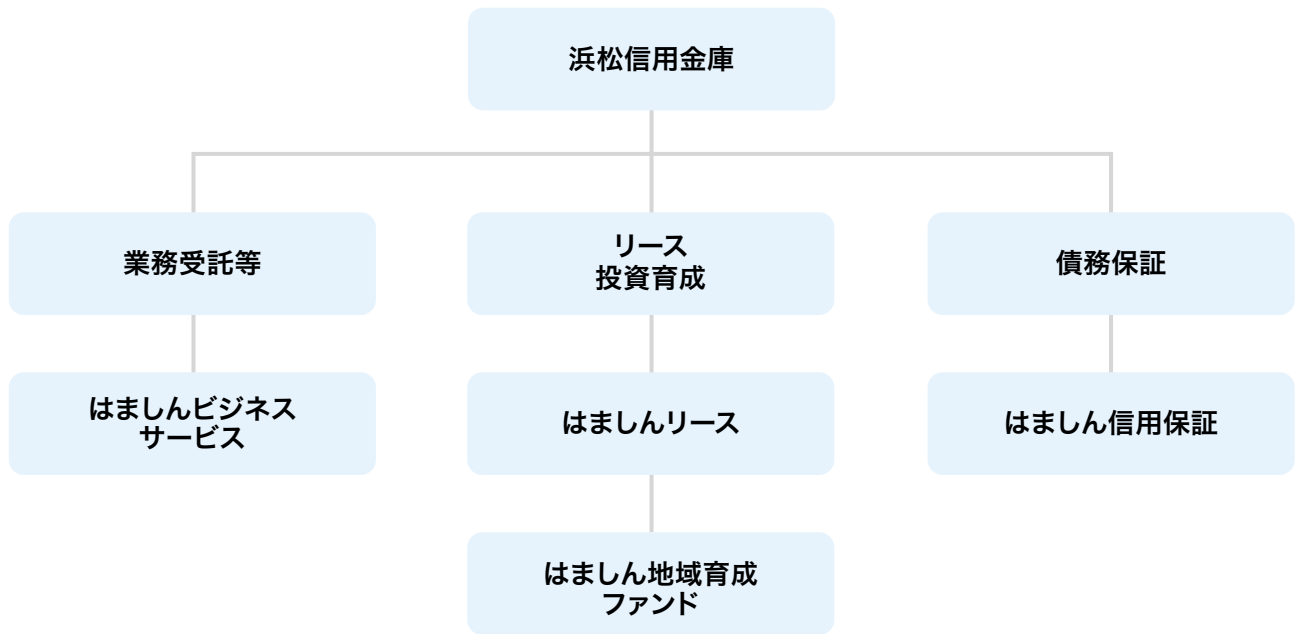 浜松信用金庫
業務受託等
リース
投資育成
債務保証
はましんビジネス
サービス
はましんリース
はましん信用保証
はましん地域育成
ファンド